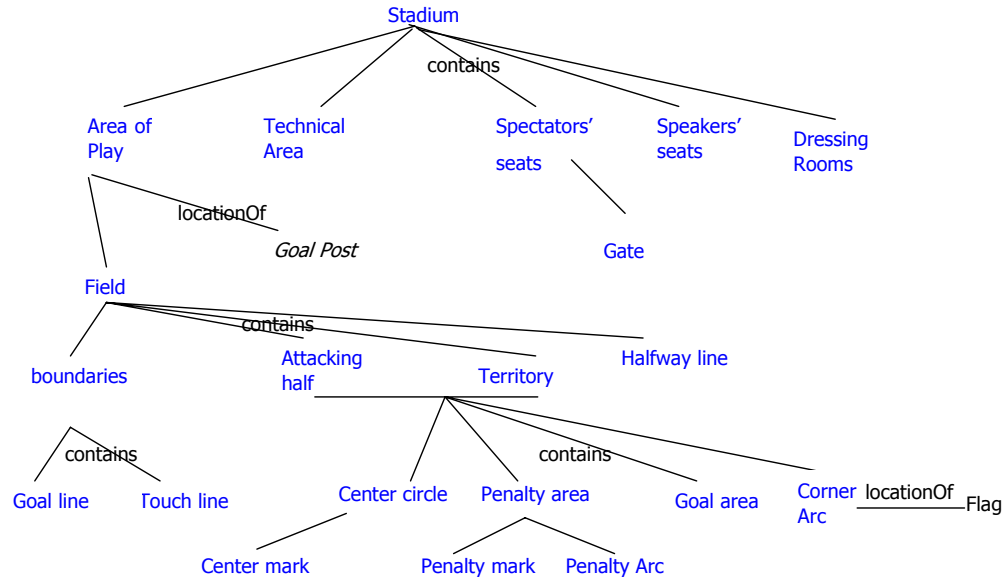 Stadium
contains
Area of
Play
Technical
Area
Spectators’
seats
Speakers’
seats
Dressing
Rooms
locationOf
Goal Post
Gate
Field
contains
boundaries
Attacking
half
Territory
Halfway line
contains
contains
Goal line
Touch line
Center circle
Penalty area
Goal area
Corner
Arc
locationOf
Flag
Center mark
Penalty mark
Penalty Arc